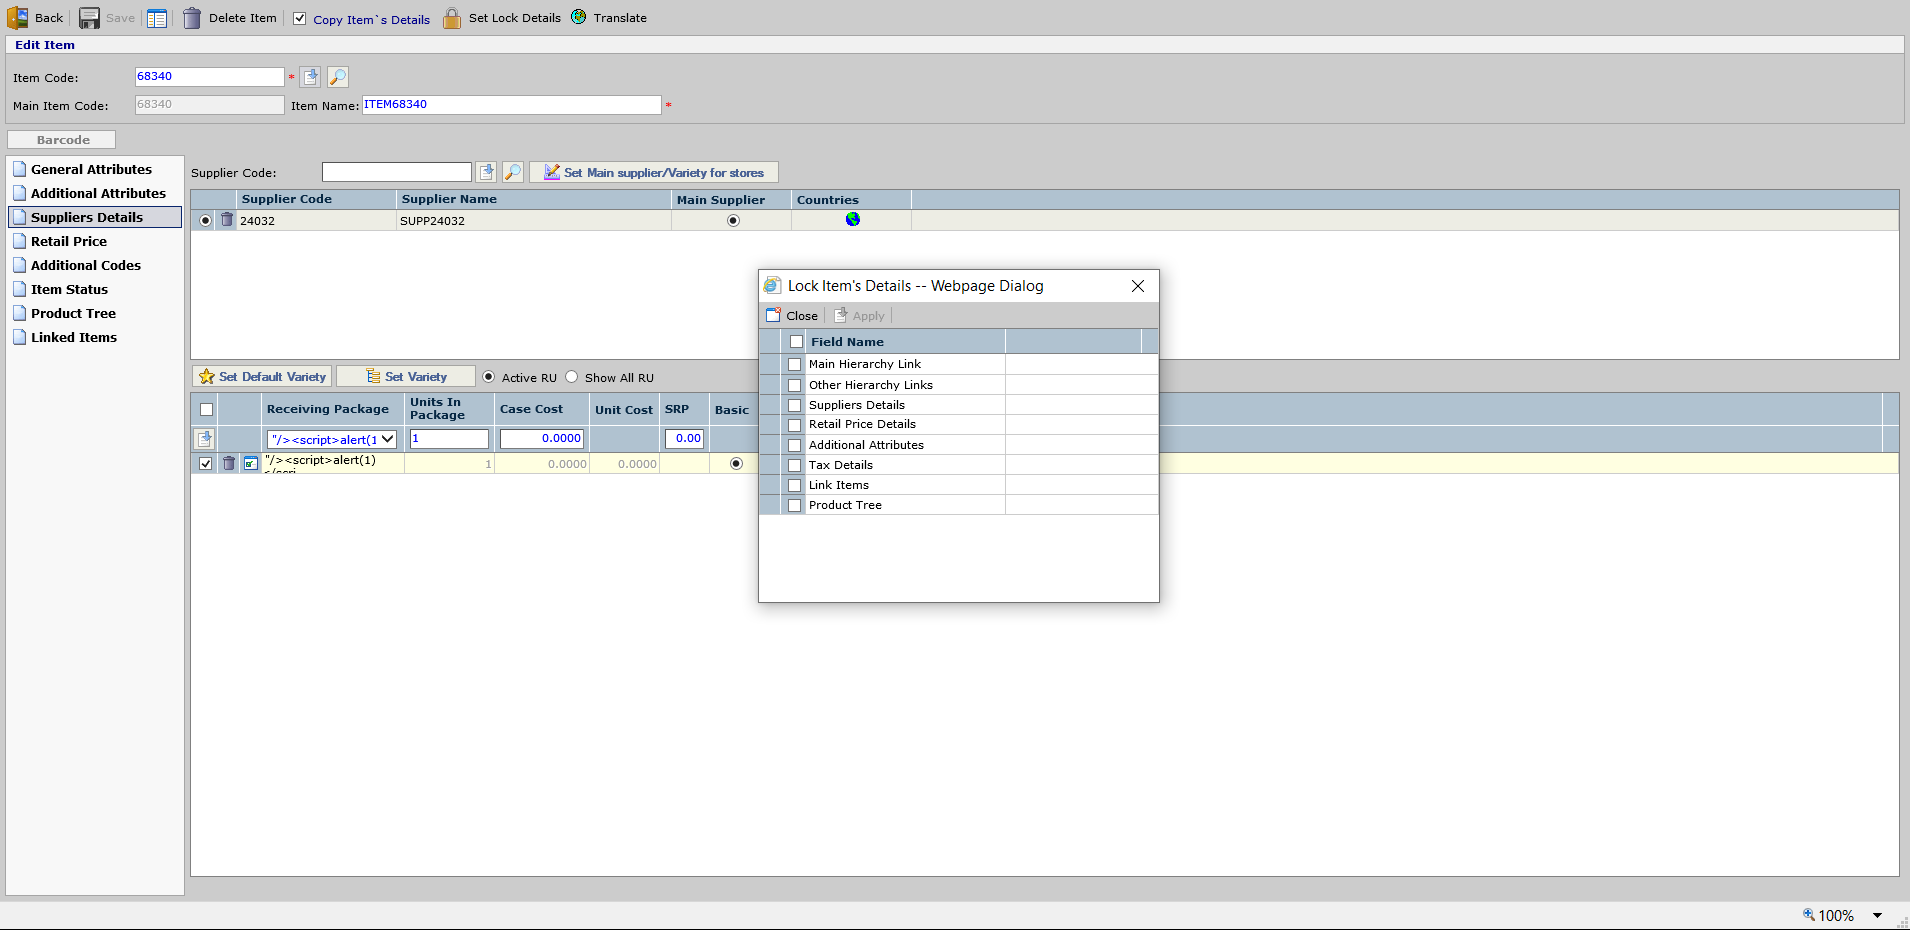 Back Save Delete Item Copy Item`s Details Set Lock Details Translate
Edit Item
Item Code: 68340 *
Main Item Code: 68340 Item Name: ITEM68340 *
Barcode
General Attributes
Additional Attributes
Suppliers Details
Retail Price
Additional Codes
Item Status
Product Tree
Linked Items
Supplier Code: Set Main supplier/Variety for stores
Supplier Code Supplier Name Main Supplier Countries
24032 SUPP24032
Set Default Variety Set Variety Active RU Show All RU
Receiving Package Units In Package Case Cost Unit Cost SRP Basic
"/><script>alert(1 1 0.0000 0.00
"/><script>alert(1) 1 0.0000 0.0000
</scri
Lock Item's Details -- Webpage Dialog
Close Apply
Field Name
Main Hierarchy Link
Other Hierarchy Links
Suppliers Details
Retail Price Details
Additional Attributes
Tax Details
Link Items
Product Tree
100%